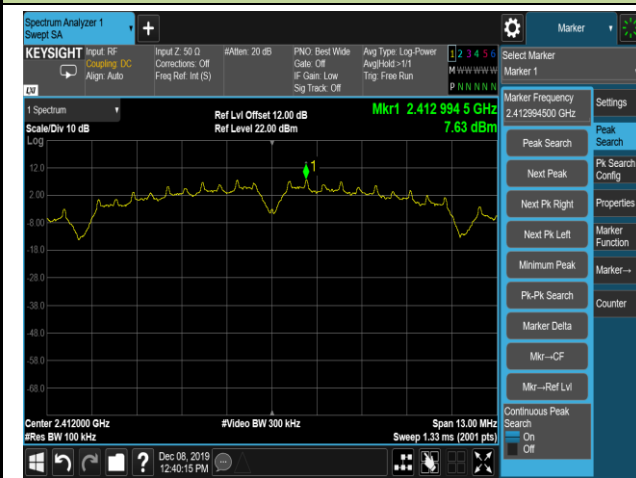 Spectrum Analyzer 1
Swept SA
+
Marker
KEYSIGHT
Input: RF
Coupling: DC
Align: Auto
Input Z: 50 Ω
Corrections: Off
Freq Ref: Int (S)
#Atten: 20 dB
PNO: Best Wide
Gate: Off
IF Gain: Low
Sig Track: Off
Avg Type: Log-Power
Avg|Hold:>1/1
Trig: Free Run
1 2 3 4 5 6
M W W W W W
P N N N N N
LXI
Select Marker
Marker 1
1 Spectrum
Scale/Div 10 dB
Log
Ref Lvl Offset 12.00 dB
Ref Level 22.00 dBm
Mkr1 2.412 994 5 GHz
7.63 dBm
1
12.0
2.00
-8.00
-18.0
-28.0
-38.0
-48.0
-58.0
-68.0
Center 2.412000 GHz
#Res BW 100 kHz
#Video BW 300 kHz
Span 13.00 MHz
Sweep 1.33 ms (2001 pts)
Marker Frequency
2.412994500 GHz
Peak Search
Next Peak
Next Pk Right
Next Pk Left
Minimum Peak
Pk-Pk Search
Marker Delta
Mkr→CF
Mkr→Ref Lvl
Continuous Peak
Search
On
Off
Settings
Peak
Search
Pk Search
Config
Properties
Marker
Function
Marker→
Counter
?
Dec 08, 2019
12:40:15 PM